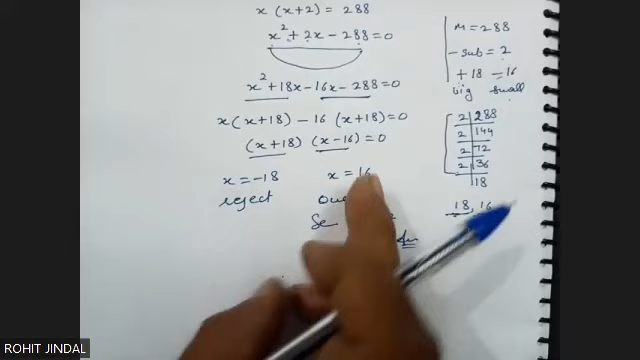 x (x+2) = 288
x² + 2x - 288 = 0
x² + 18x - 16x - 288 = 0
x(x+18) - 16 (x+18) = 0
(x+18) (x-16) = 0
x = -18 x = 16
reject
Se
m = 288
- sub = 2
+18 -16
big small
2 288
2 144
2 72
2 36
18
18, 16
ROHIT JINDAL